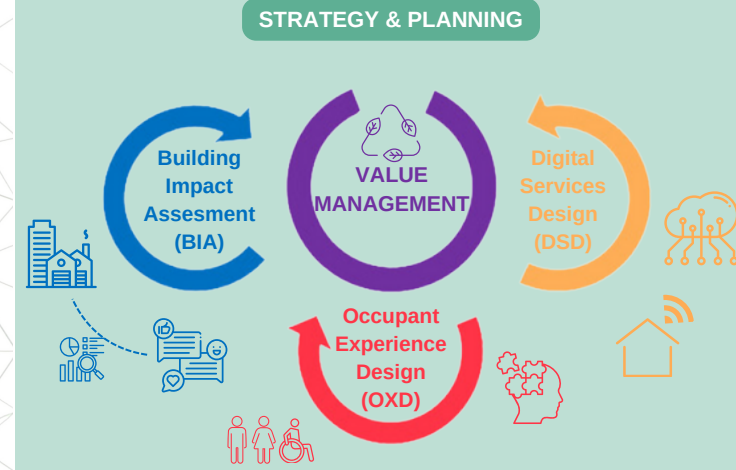 STRATEGY & PLANNING
Building
Impact
Assesment
(BIA)
VALUE
MANAGEMENT
Digital
Services
Design
(DSD)
Occupant
Experience
Design
(OXD)